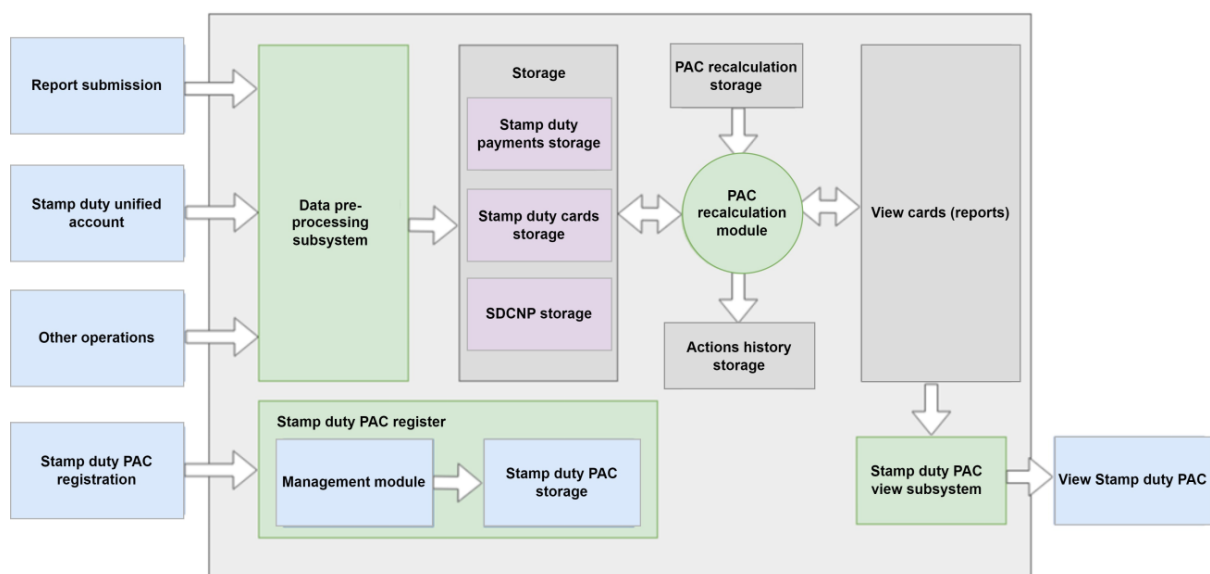 Report submission
Stamp duty unified
account
Other operations
Stamp duty PAC
registration
Data pre-
processing
subsystem
Storage
Stamp duty
payments storage
Stamp duty cards
storage
SDCNP storage
PAC recalculation
storage
PAC
recalculation
module
Actions history
storage
View cards (reports)
Stamp duty PAC register
Management module
Stamp duty PAC
storage
Stamp duty PAC
view subsystem
View Stamp duty PAC